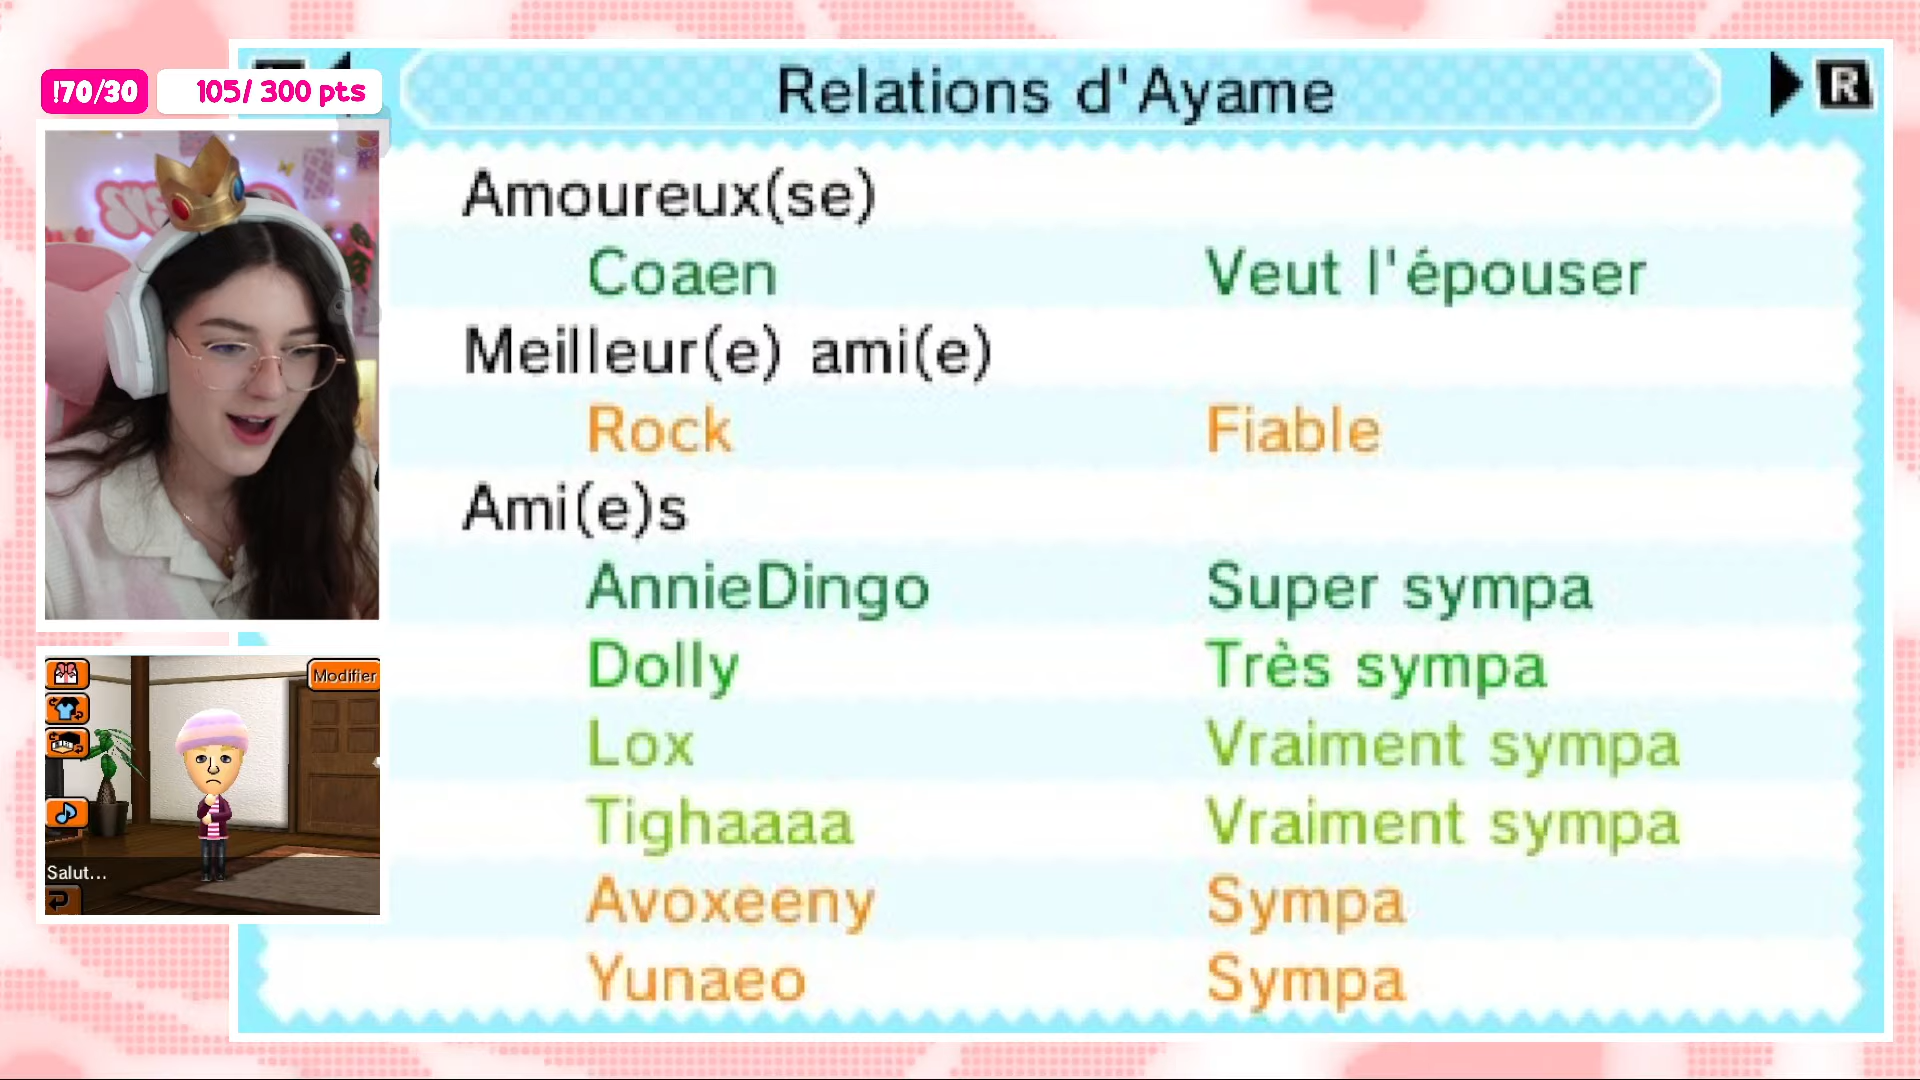 !70/30
105/ 300 pts
Relations d'Ayame
R
Amoureux(se)
Coaen Veut l'épouser
Meilleur(e) ami(e)
Rock Fiable
Ami(e)s
AnnieDingo Super sympa
Dolly Très sympa
Lox Vraiment sympa
Tighaaaa Vraiment sympa
Avoxeeny Sympa
Yunaeo Sympa
Modifier
Salut...